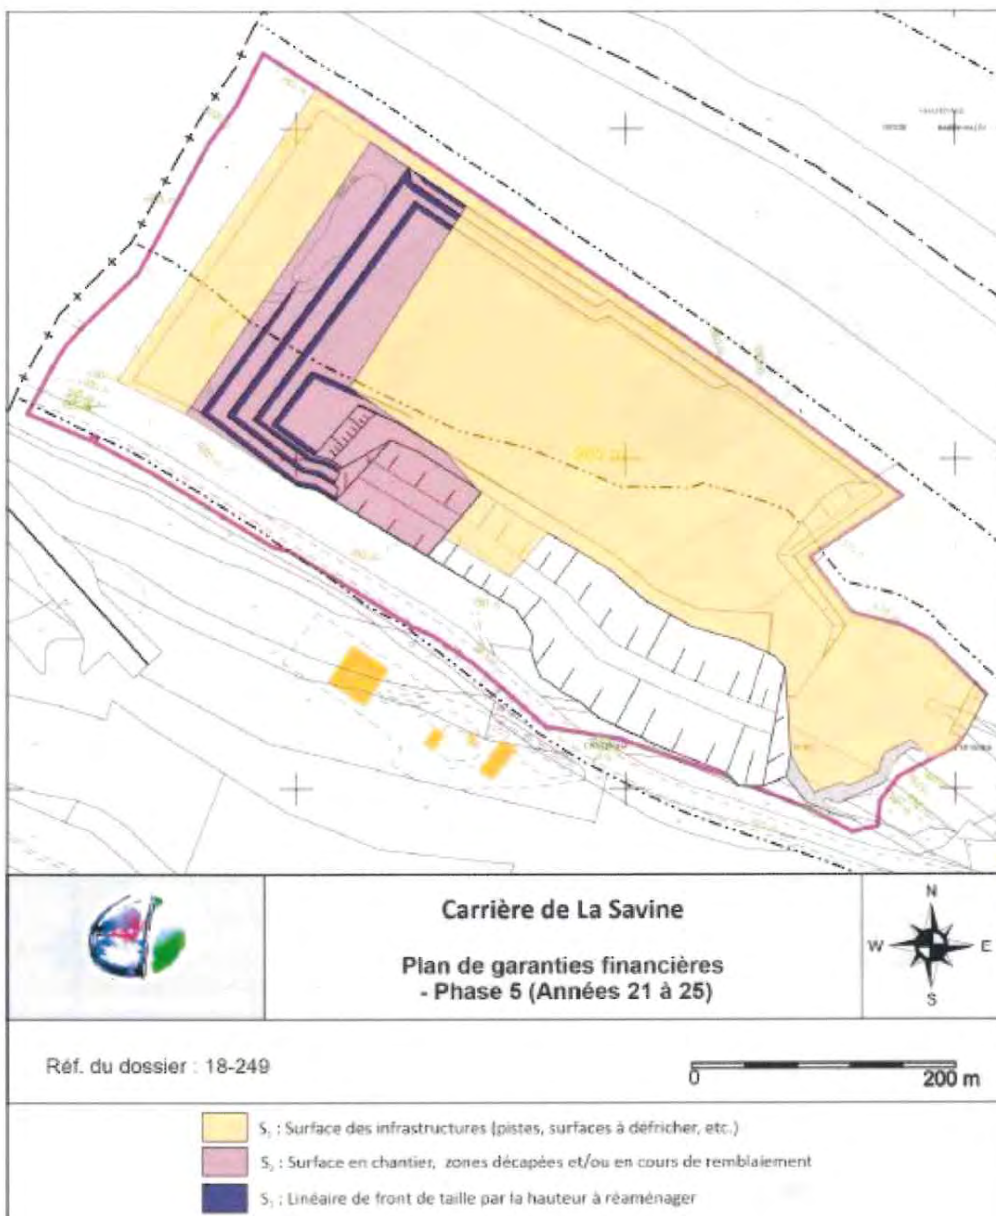 Carrière de La Savine
Plan de garanties financières
- Phase 5 (Années 21 à 25)
N
W
E
S
Réf. du dossier : 18-249
0
200 m
S₁ : Surface des infrastructures (pistes, surfaces à défricher, etc.)
S₂ : Surface en chantier, zones décapées et/ou en cours de remblaiement
S₃ : Linéaire de front de taille par la hauteur à réaménager